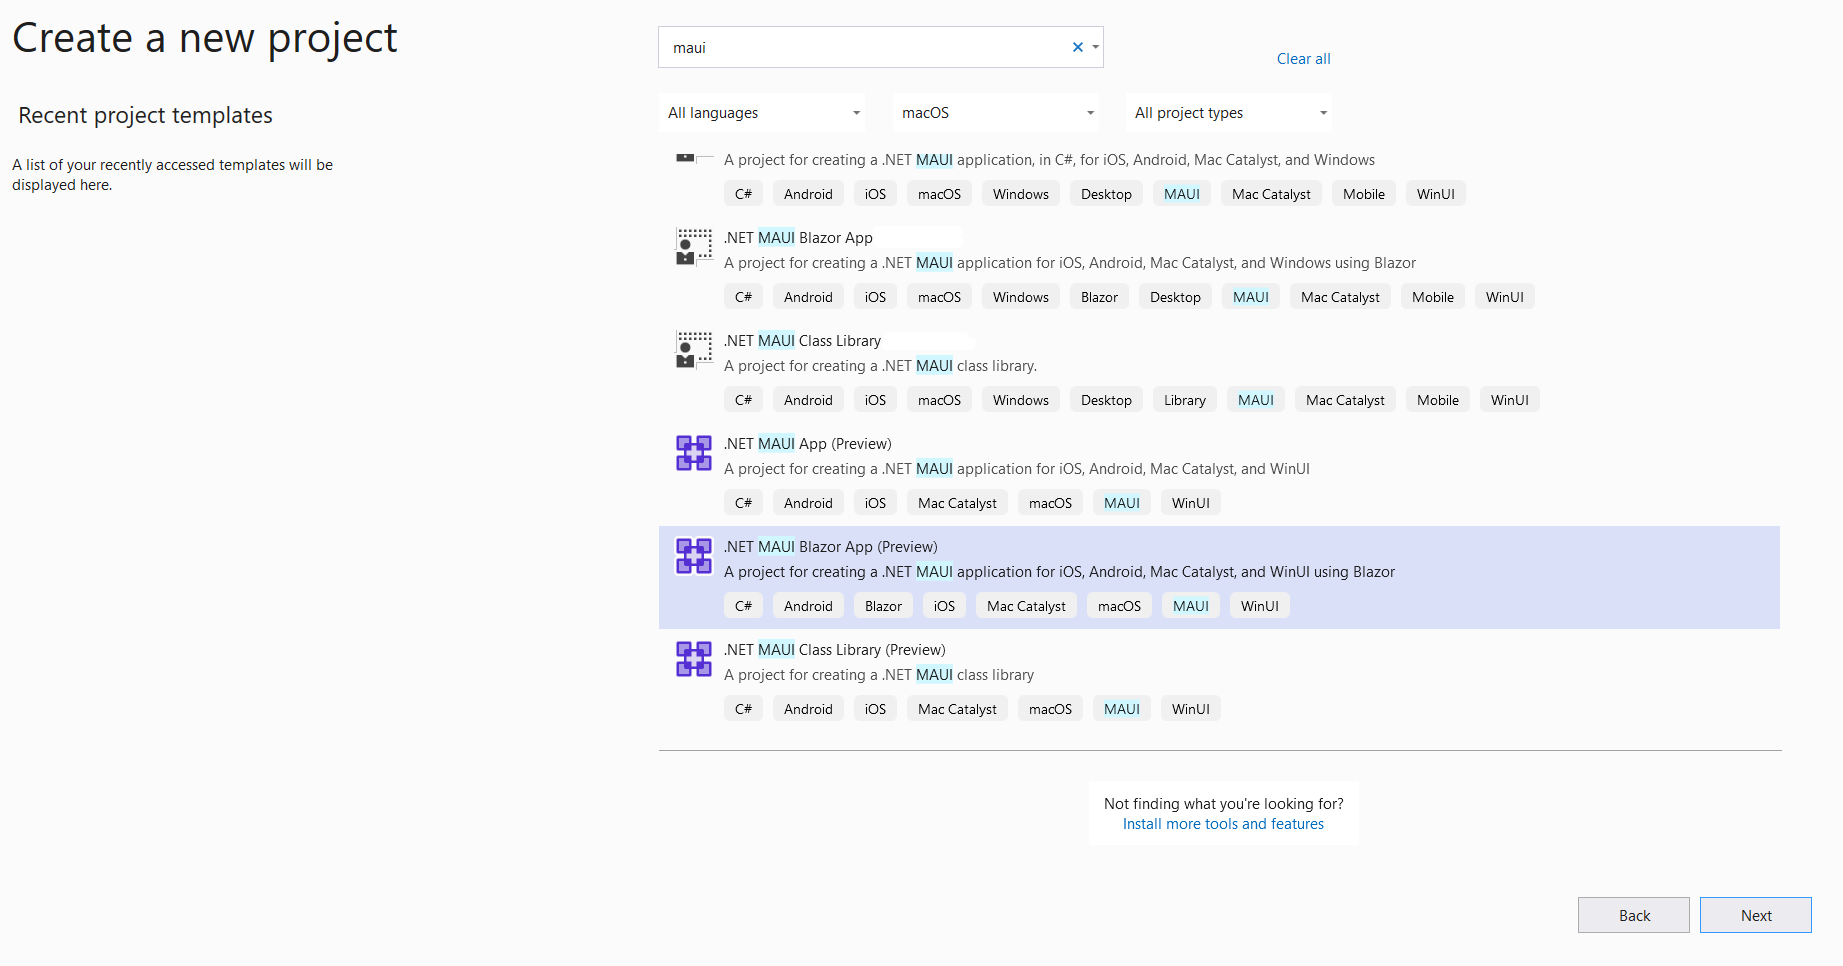 Create a new project
Recent project templates
A list of your recently accessed templates will be
displayed here.
maui
Clear all
All languages
macOS
All project types
A project for creating a .NET MAUI application, in C#, for iOS, Android, Mac Catalyst, and Windows
C# Android iOS macOS Windows Desktop MAUI Mac Catalyst Mobile WinUI
.NET MAUI Blazor App
A project for creating a .NET MAUI application for iOS, Android, Mac Catalyst, and Windows using Blazor
C# Android iOS macOS Windows Blazor Desktop MAUI Mac Catalyst Mobile WinUI
.NET MAUI Class Library
A project for creating a .NET MAUI class library.
C# Android iOS macOS Windows Desktop Library MAUI Mac Catalyst Mobile WinUI
.NET MAUI App (Preview)
A project for creating a .NET MAUI application for iOS, Android, Mac Catalyst, and WinUI
C# Android iOS Mac Catalyst macOS MAUI WinUI
.NET MAUI Blazor App (Preview)
A project for creating a .NET MAUI application for iOS, Android, Mac Catalyst, and WinUI using Blazor
C# Android Blazor iOS Mac Catalyst macOS MAUI WinUI
.NET MAUI Class Library (Preview)
A project for creating a .NET MAUI class library
C# Android iOS Mac Catalyst macOS MAUI WinUI
Not finding what you're looking for?
Install more tools and features
Back
Next